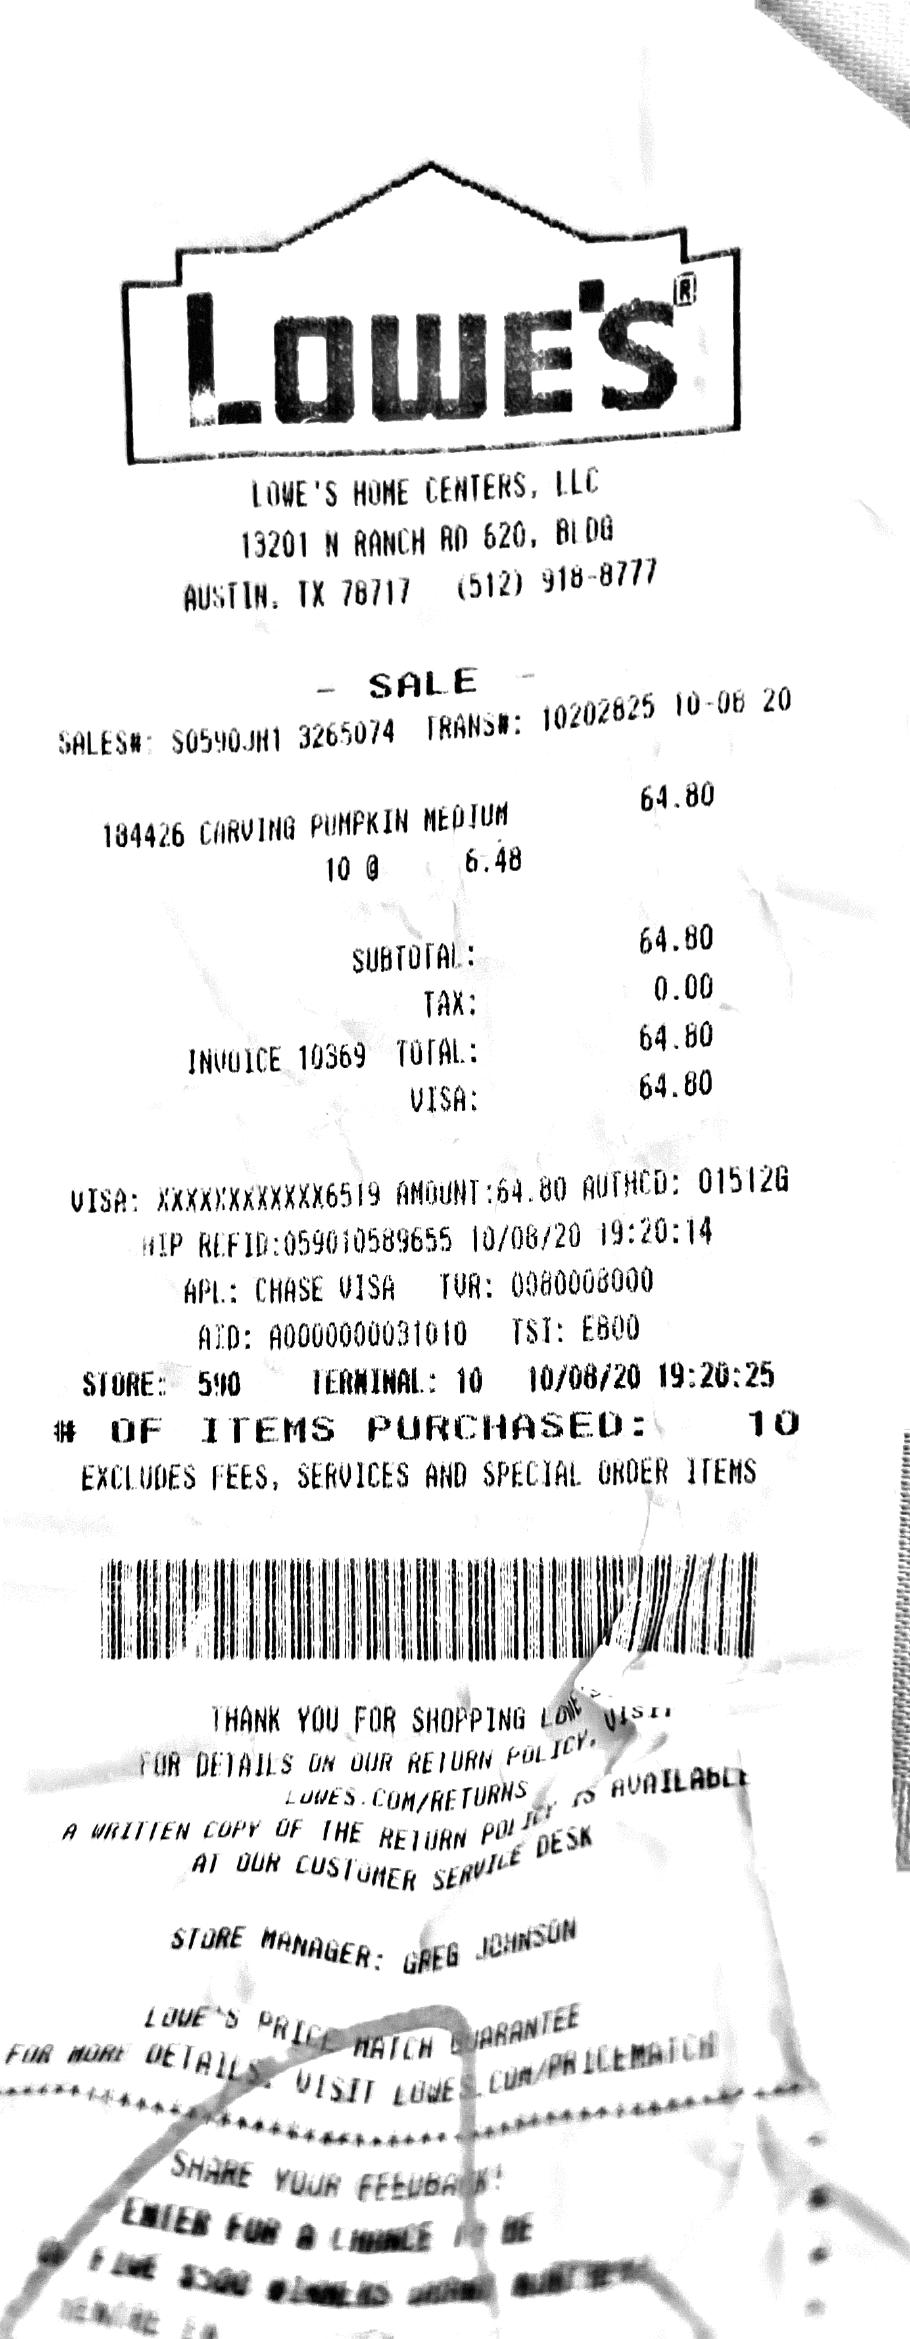 LOWE'S®
LOWE'S HOME CENTERS, LLC
13201 N RANCH RD 620, BLDG
AUSTIN, TX 78717 (512) 918-8777
- SALE -
SALES#: S0590JH1 3265074 TRANS#: 10202825 10-08 20
184426 CARVING PUMPKIN MEDIUM 64.80
10 @ 6.48
SUBTOTAL: 64.80
TAX: 0.00
INVOICE 10369 TOTAL: 64.80
VISA: 64.80
VISA: XXXXXXXXXXXX6519 AMOUNT:64.80 AUTHCD: 01512G
REFID:059010589655 10/08/20 19:20:14
APL: CHASE VISA TVR: 0080008000
AID: A0000000031010 TSI: E800
STORE: 590 TERMINAL: 10 10/08/20 19:20:25
# OF ITEMS PURCHASED: 10
EXCLUDES FEES, SERVICES AND SPECIAL ORDER ITEMS
THANK YOU FOR SHOPPING LOWE'S. VISIT
FOR DETAILS ON OUR RETURN POLICY.
LOWES.COM/RETURNS
A WRITTEN COPY OF THE RETURN POLICY IS AVAILABLE
AT OUR CUSTOMER SERVICE DESK
STORE MANAGER: GREG JOHNSON
LOWE'S PRICE MATCH GUARANTEE
FOR MORE DETAILS, VISIT LOWES.COM/PRICEMATCH
****************************************
SHARE YOUR FEEDBACK!
ENTER FOR A CHANCE TO BE
* FIVE $500 WINNERS DRAWN